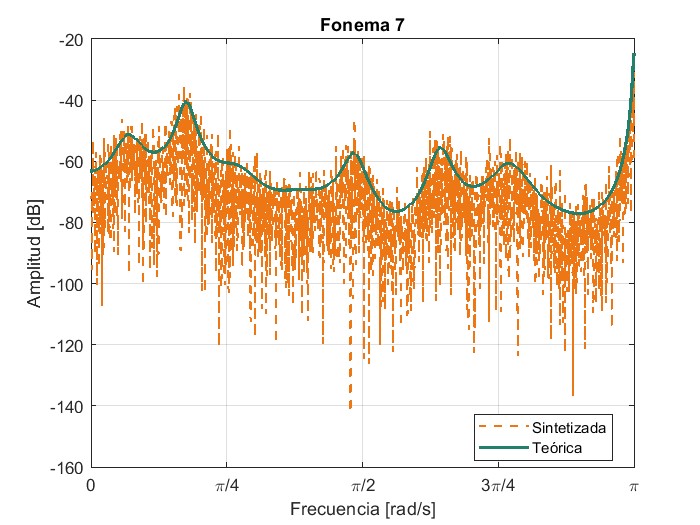 Fonema 7
Amplitud [dB]
-20
-40
-60
-80
-100
-120
-140
-160
0
π/4
π/2
3π/4
π
Frecuencia [rad/s]
Sintetizada
Teórica